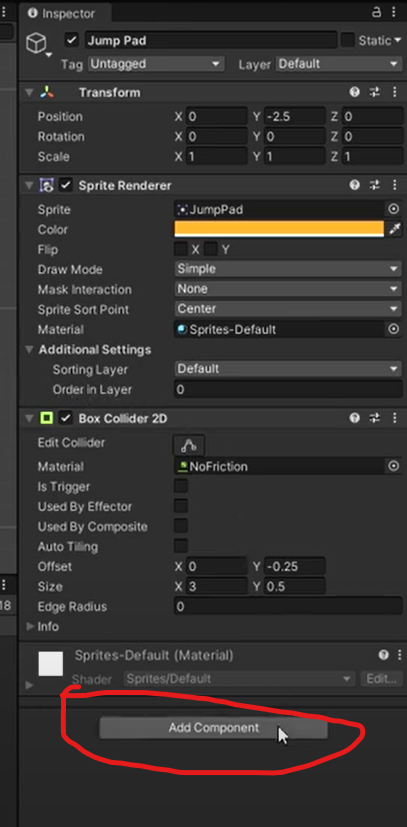 Inspector
Jump Pad Static
Tag Untagged Layer Default
Transform
Position X 0 Y -2.5 Z 0
Rotation X 0 Y 0 Z 0
Scale X 1 Y 1 Z 1
Sprite Renderer
Sprite JumpPad
Color
Flip X Y
Draw Mode Simple
Mask Interaction None
Sprite Sort Point Center
Material Sprites-Default
Additional Settings
Sorting Layer Default
Order in Layer 0
Box Collider 2D
Edit Collider
Material NoFriction
Is Trigger
Used By Effector
Used By Composite
Auto Tiling
Offset X 0 Y -0.25
Size X 3 Y 0.5
18
Edge Radius 0
Info
Sprites-Default (Material)
Shader Sprites/Default Edit...
Add Component